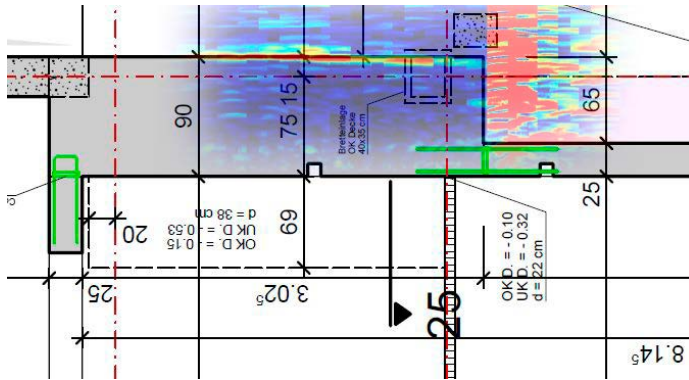 90
75
15
65
Bretteinlage
OK Decke
40x35 cm
25
20
OK D. = - 0.15
UK D. = - 0.53
d = 38 cm
69
OK D. = - 0.10
UK D. = - 0.32
d = 22 cm
25
3.02⁵
25
8.14⁵